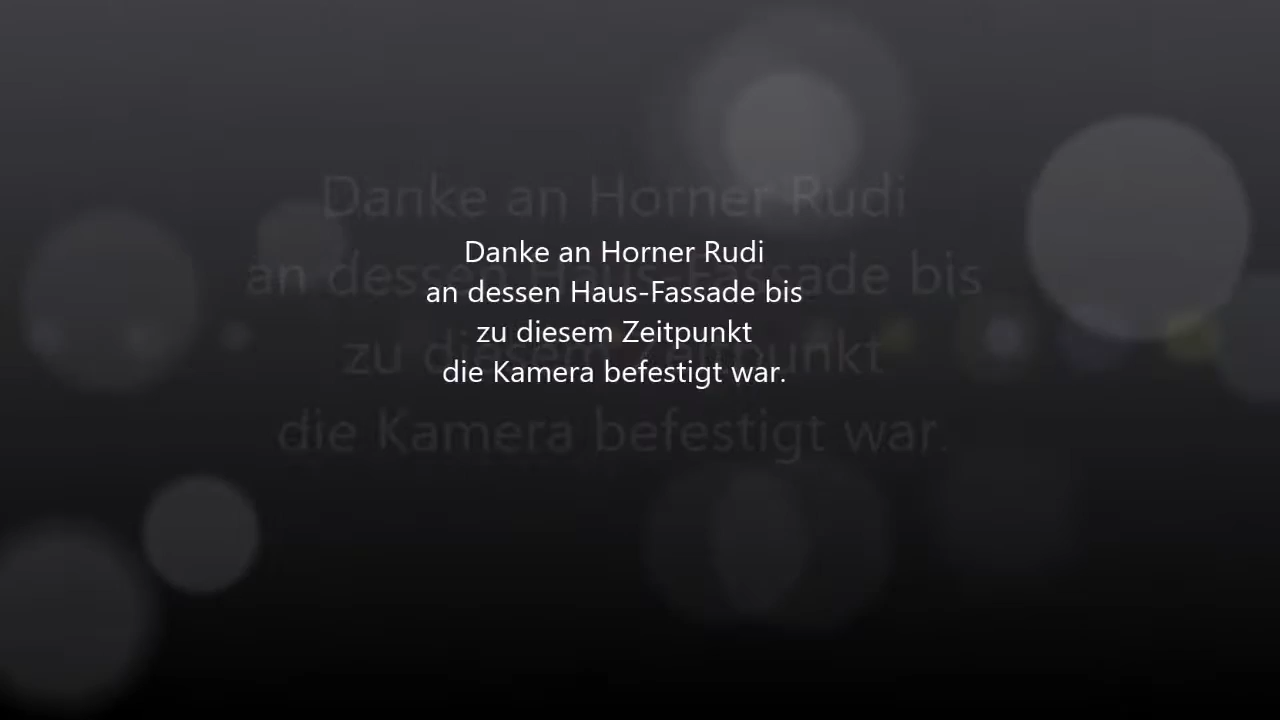 Danke an Horner Rudi
an dessen Haus-Fassade bis
zu diesem Zeitpunkt
die Kamera befestigt war.